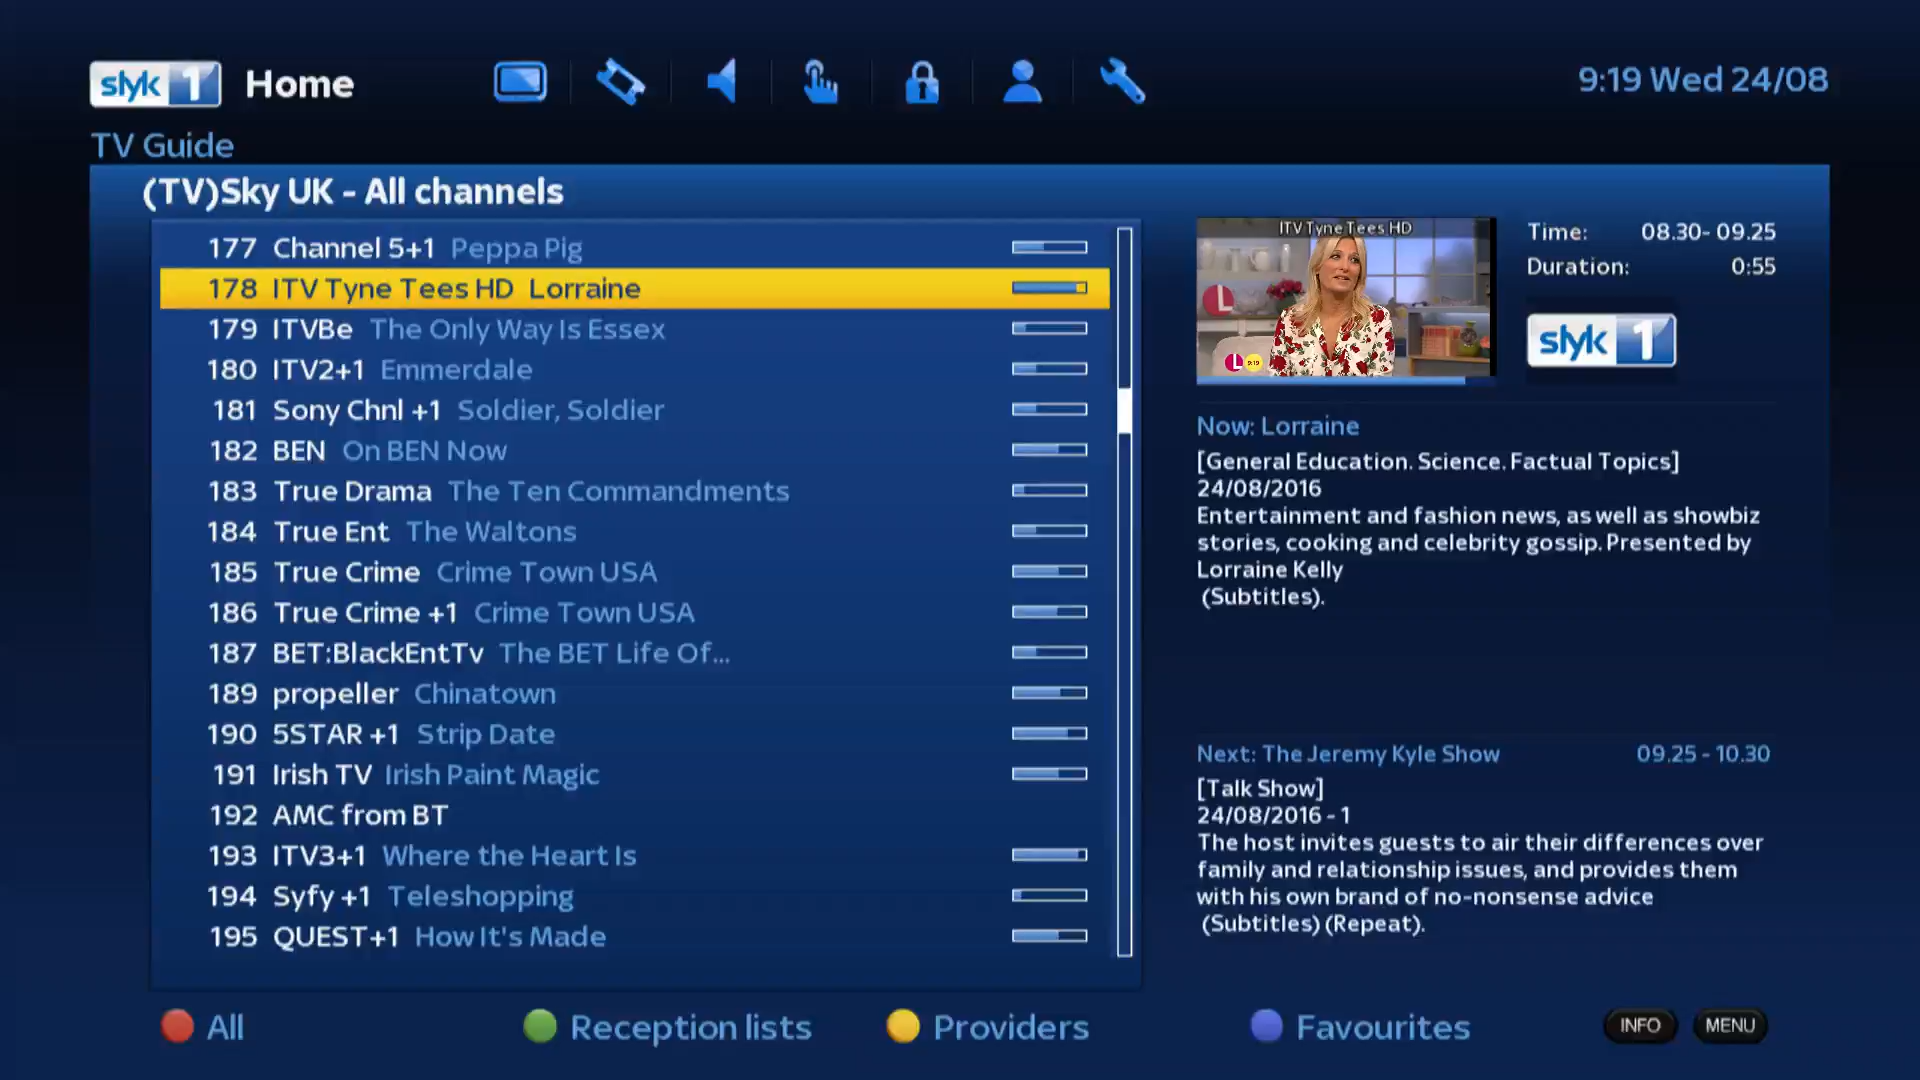 slyk 1 Home 9:19 Wed 24/08
TV Guide
(TV)Sky UK - All channels
177 Channel 5+1 Peppa Pig
178 ITV Tyne Tees HD Lorraine
179 ITVBe The Only Way Is Essex
180 ITV2+1 Emmerdale
181 Sony Chnl +1 Soldier, Soldier
182 BEN On BEN Now
183 True Drama The Ten Commandments
184 True Ent The Waltons
185 True Crime Crime Town USA
186 True Crime +1 Crime Town USA
187 BET:BlackEntTv The BET Life Of...
189 propeller Chinatown
190 5STAR +1 Strip Date
191 Irish TV Irish Paint Magic
192 AMC from BT
193 ITV3+1 Where the Heart Is
194 Syfy +1 Teleshopping
195 QUEST+1 How It's Made
ITV Tyne Tees HD
L
L 9:19
Time: 08.30- 09.25
Duration: 0:55
slyk 1
Now: Lorraine
[General Education. Science. Factual Topics]
24/08/2016
Entertainment and fashion news, as well as showbiz
stories, cooking and celebrity gossip. Presented by
Lorraine Kelly
(Subtitles).
Next: The Jeremy Kyle Show 09.25 - 10.30
[Talk Show]
24/08/2016 - 1
The host invites guests to air their differences over
family and relationship issues, and provides them
with his own brand of no-nonsense advice
(Subtitles) (Repeat).
All Reception lists Providers Favourites INFO MENU